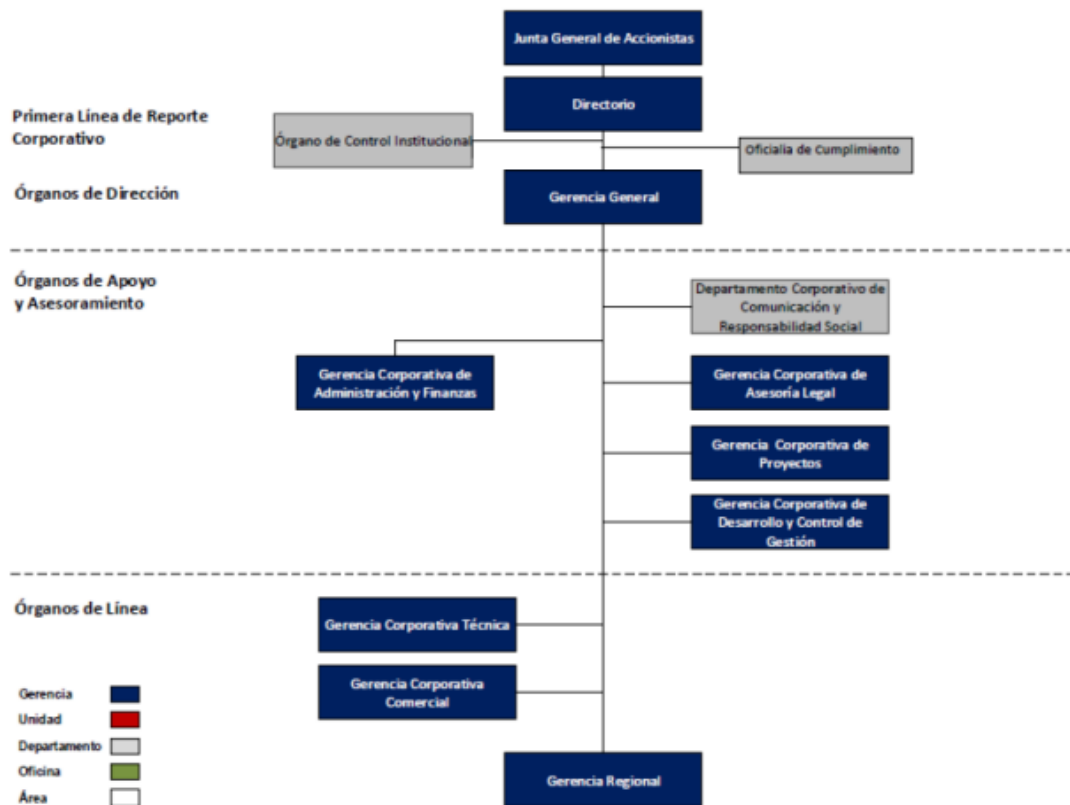 Junta General de Accionistas
Directorio
Primera Línea de Reporte
Corporativo
Órgano de Control Institucional
Oficialia de Cumplimiento
Órganos de Dirección
Gerencia General
Órganos de Apoyo
y Asesoramiento
Departamento Corporativo de
Comunicación y
Responsabilidad Social
Gerencia Corporativa de
Administración y Finanzas
Gerencia Corporativa de
Asesoría Legal
Gerencia Corporativa de
Proyectos
Gerencia Corporativa de
Desarrollo y Control de
Gestión
Órganos de Línea
Gerencia Corporativa Técnica
Gerencia Corporativa
Comercial
Gerencia Regional
Gerencia
Unidad
Departamento
Oficina
Área